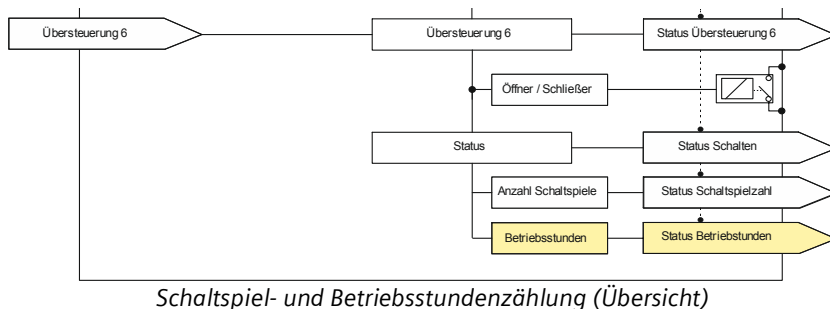 Übersteuerung 6
Übersteuerung 6
Status Übersteuerung 6
Öffner / Schließer
Status
Status Schalten
Anzahl Schaltspiele
Status Schaltspielzahl
Betriebsstunden
Status Betriebstunden
Schaltspiel- und Betriebsstundenzählung (Übersicht)